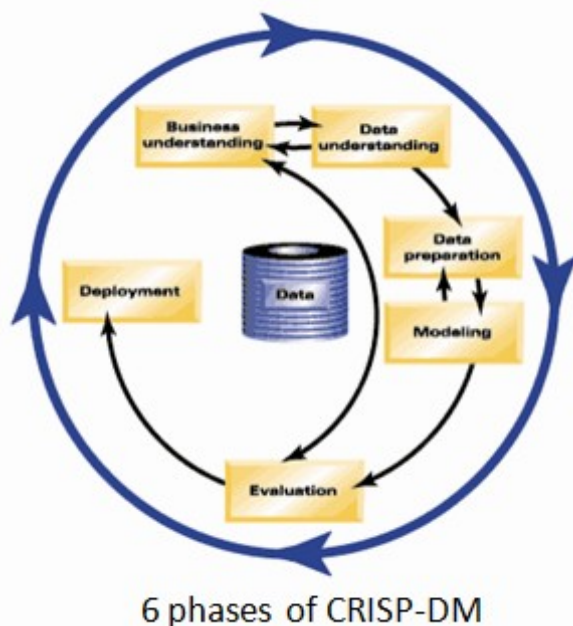 Business
understanding
Data
understanding
Data
preparation
Modeling
Evaluation
Deployment
Data
6 phases of CRISP-DM